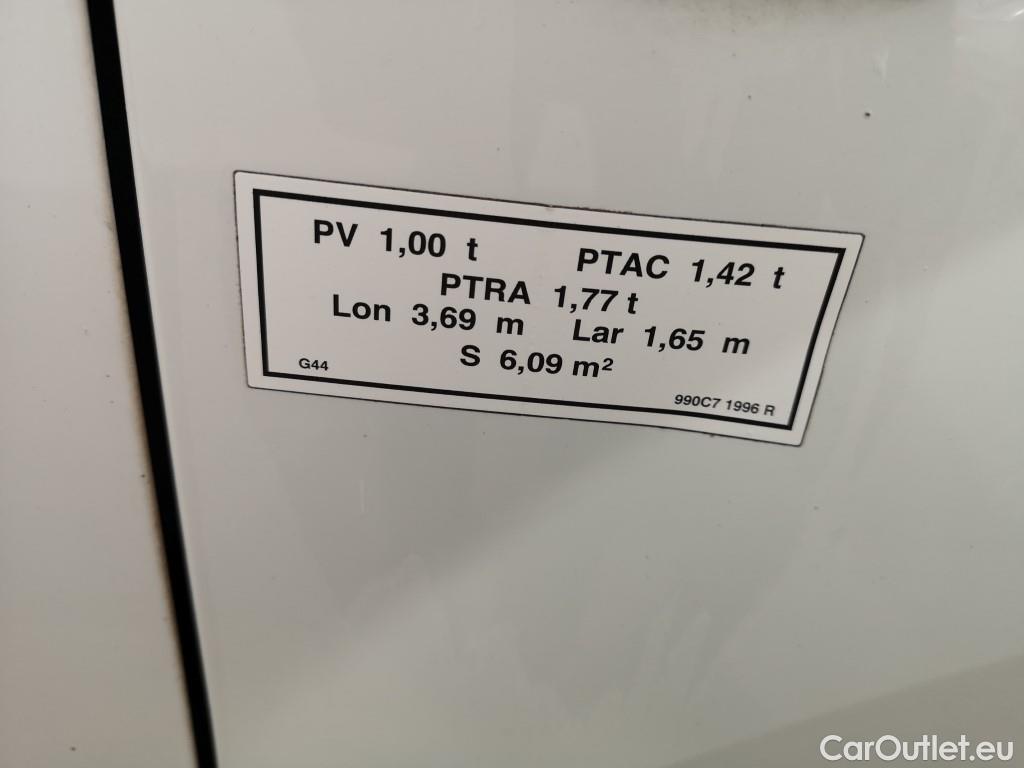 PV 1,00 t PTAC 1,42 t
PTRA 1,77 t
Lon 3,69 m Lar 1,65 m
S 6,09 m²
G44 990C7 1996 R
CarOutlet.eu